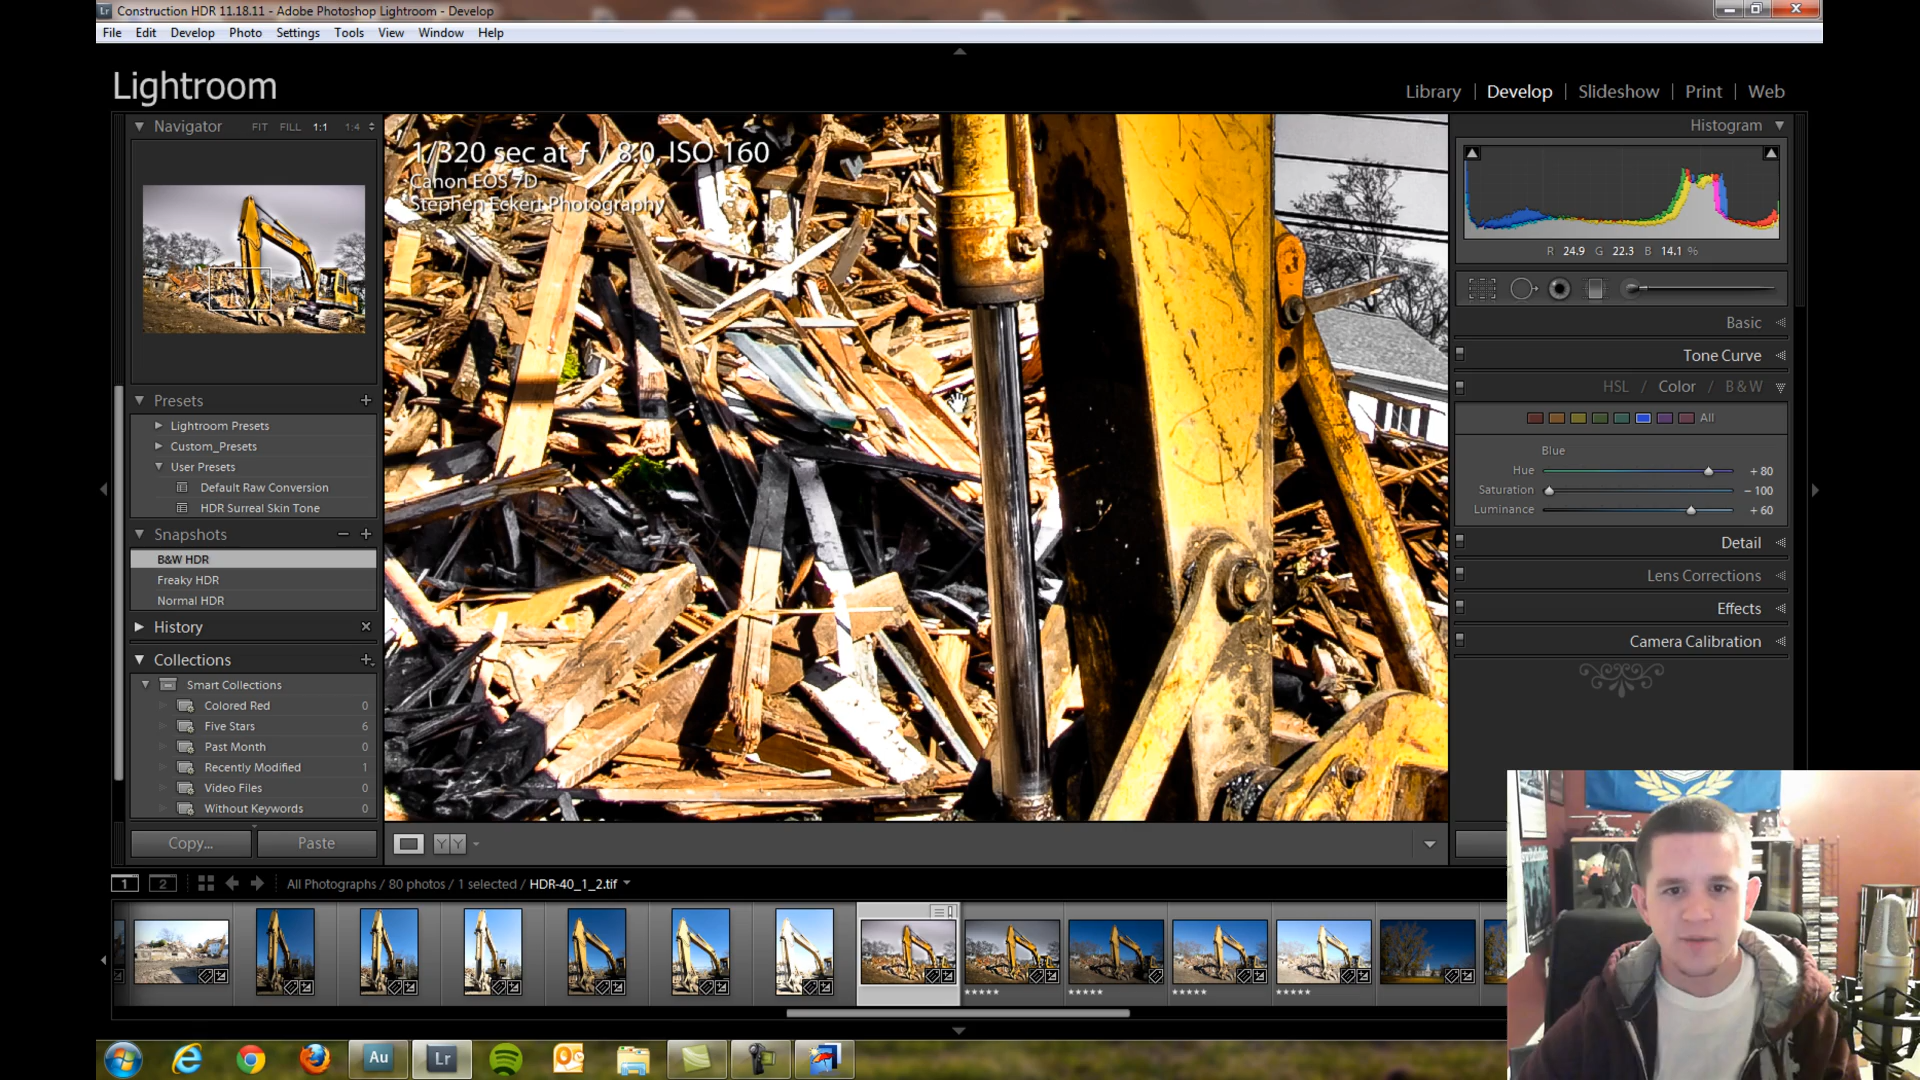 Lr Construction HDR 11.18.11 - Adobe Photoshop Lightroom - Develop
File Edit Develop Photo Settings Tools View Window Help
Lightroom
Library | Develop | Slideshow | Print | Web
Navigator FIT FILL 1:1 1:4
Histogram
1/320 sec at ƒ / 8.0, ISO 160
Canon EOS 7D
Stephen Eckert Photography
R 24.9 G 22.3 B 14.1 %
Basic
Tone Curve
HSL / Color / B & W
All
Blue
Hue + 80
Saturation - 100
Luminance + 60
Detail
Lens Corrections
Effects
Camera Calibration
Presets
Lightroom Presets
Custom_Presets
User Presets
Default Raw Conversion
HDR Surreal Skin Tone
Snapshots
B&W HDR
Freaky HDR
Normal HDR
History
Collections
Smart Collections
Colored Red 0
Five Stars 6
Past Month 0
Recently Modified 1
Video Files 0
Without Keywords 0
Copy... Paste
YY
1 2 All Photographs / 80 photos / 1 selected / HDR-40_1_2.tif
Au Lr